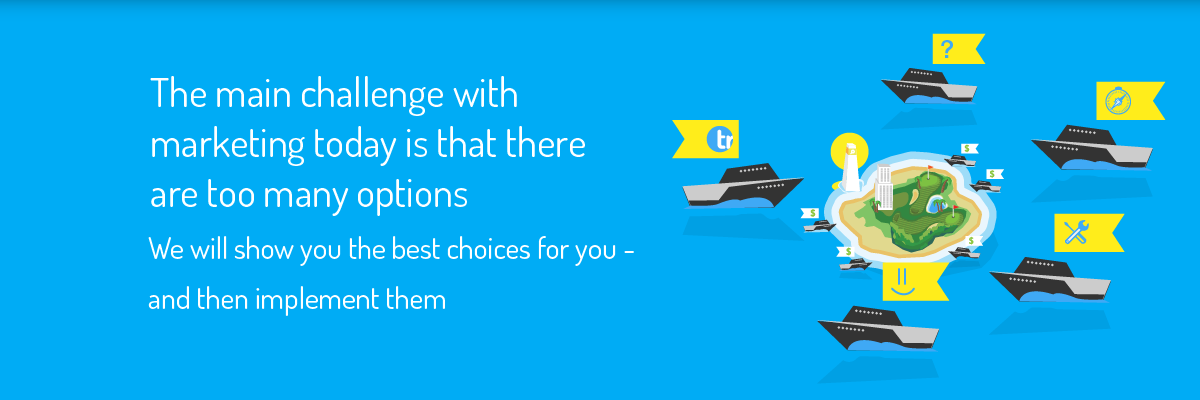 The main challenge with
marketing today is that there
are too many options
We will show you the best choices for you -
and then implement them
?
tr
$
$
$
$
$